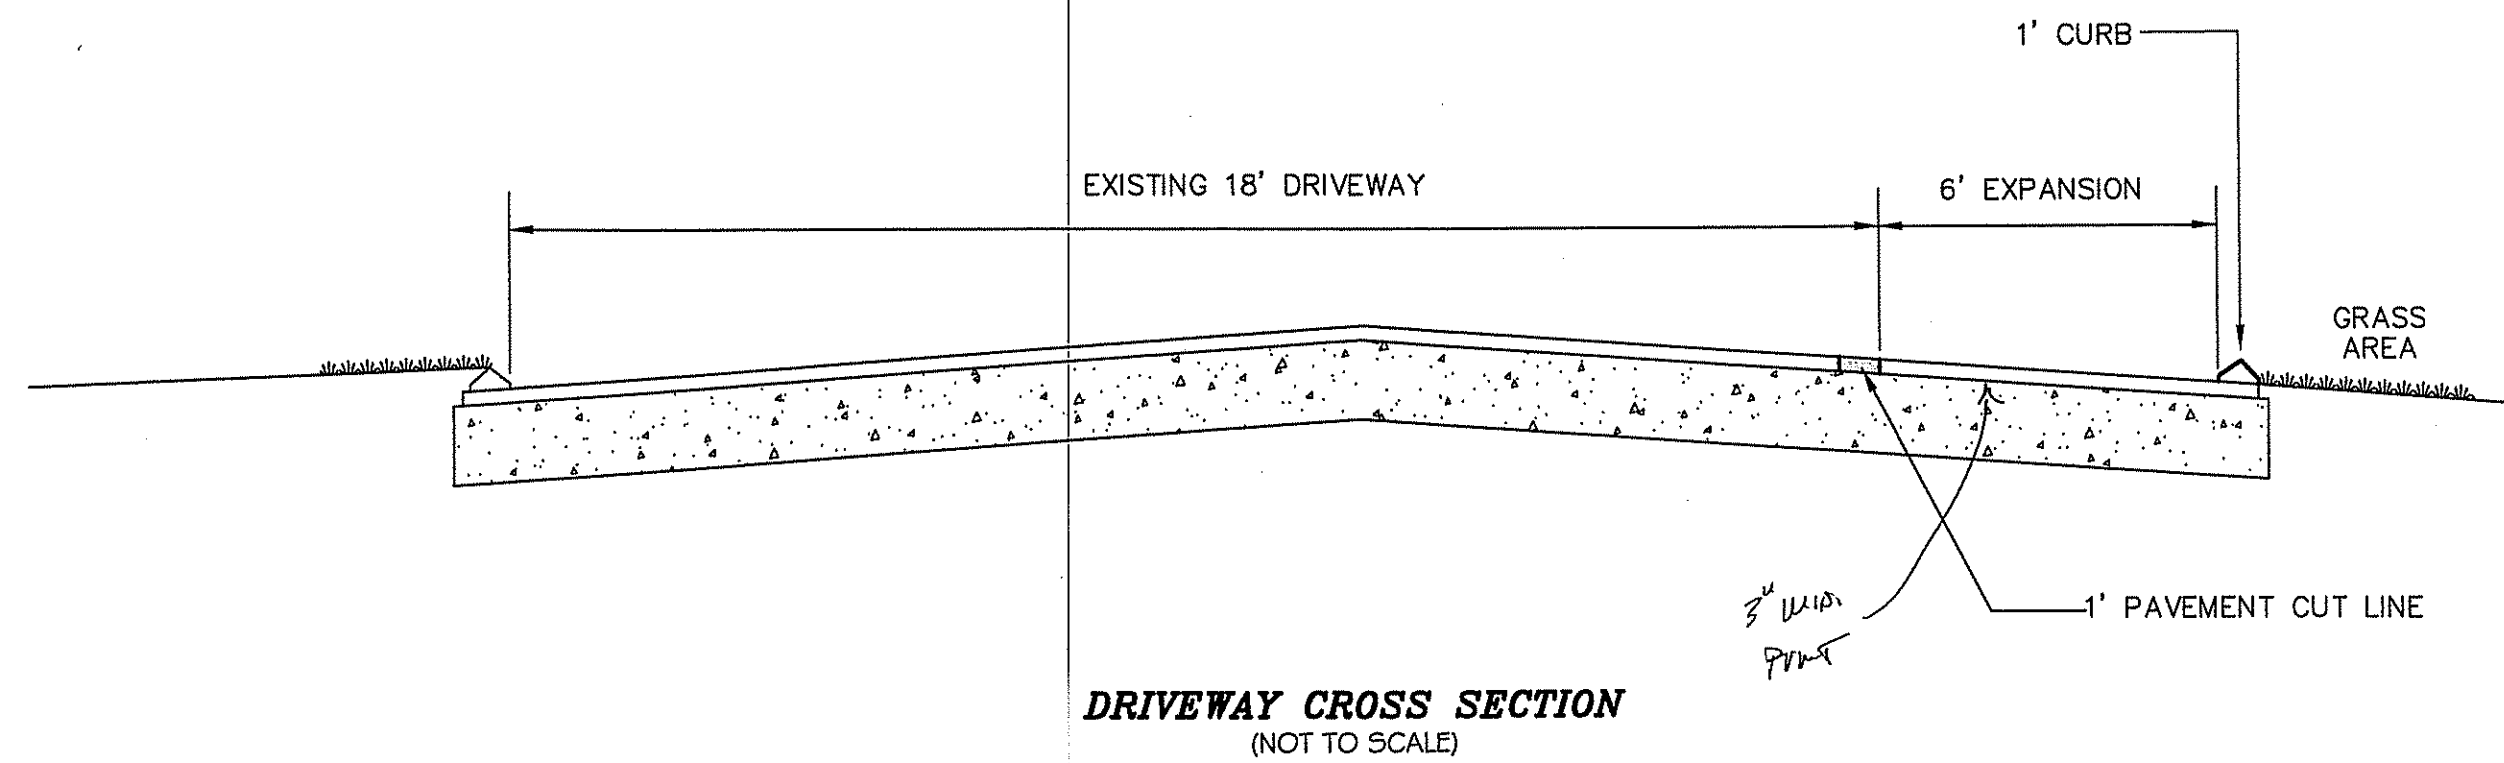 1' CURB
EXISTING 18' DRIVEWAY
6' EXPANSION
GRASS
AREA
3"
1' PAVEMENT CUT LINE
DRIVEWAY CROSS SECTION
(NOT TO SCALE)